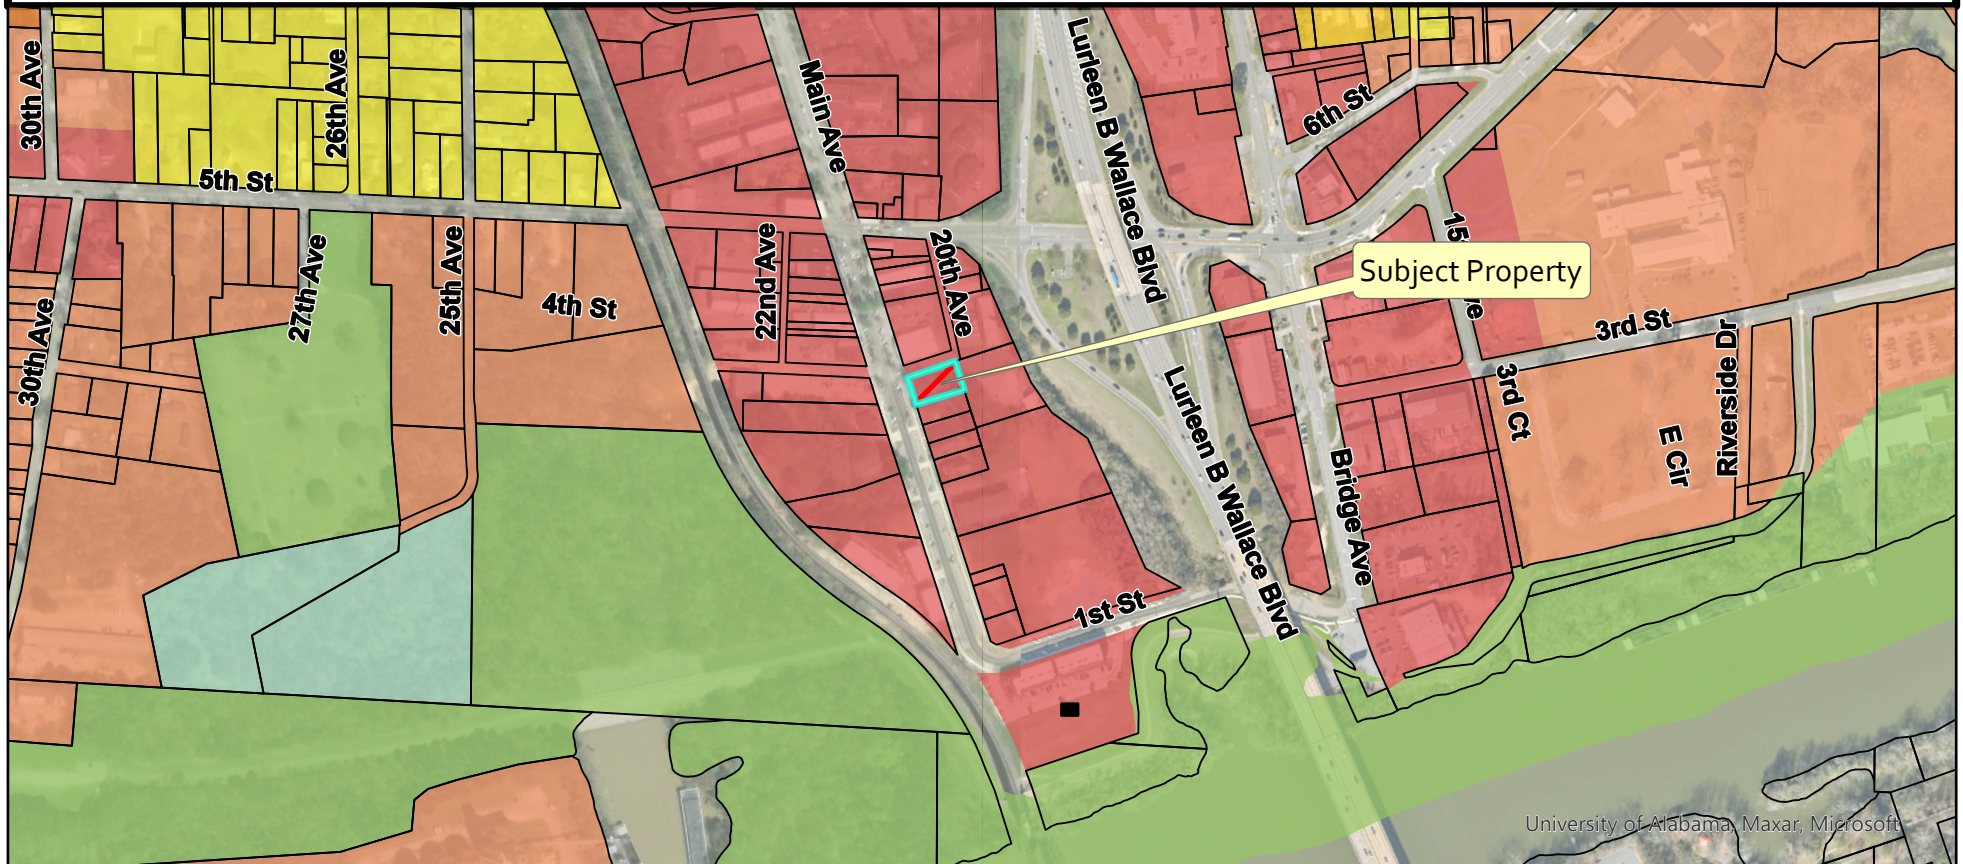 30th Ave
26th Ave
Main Ave
Lurleen B Wallace Blvd
6th St
5th St
27th Ave
25th Ave
4th St
22nd Ave
20th Ave
Subject Property
3rd St
30th Ave
Riverside Dr
3rd Ct
E Cir
Lurleen B Wallace Blvd
Bridge Ave
1st St
University of Alabama, Maxar, Microsoft